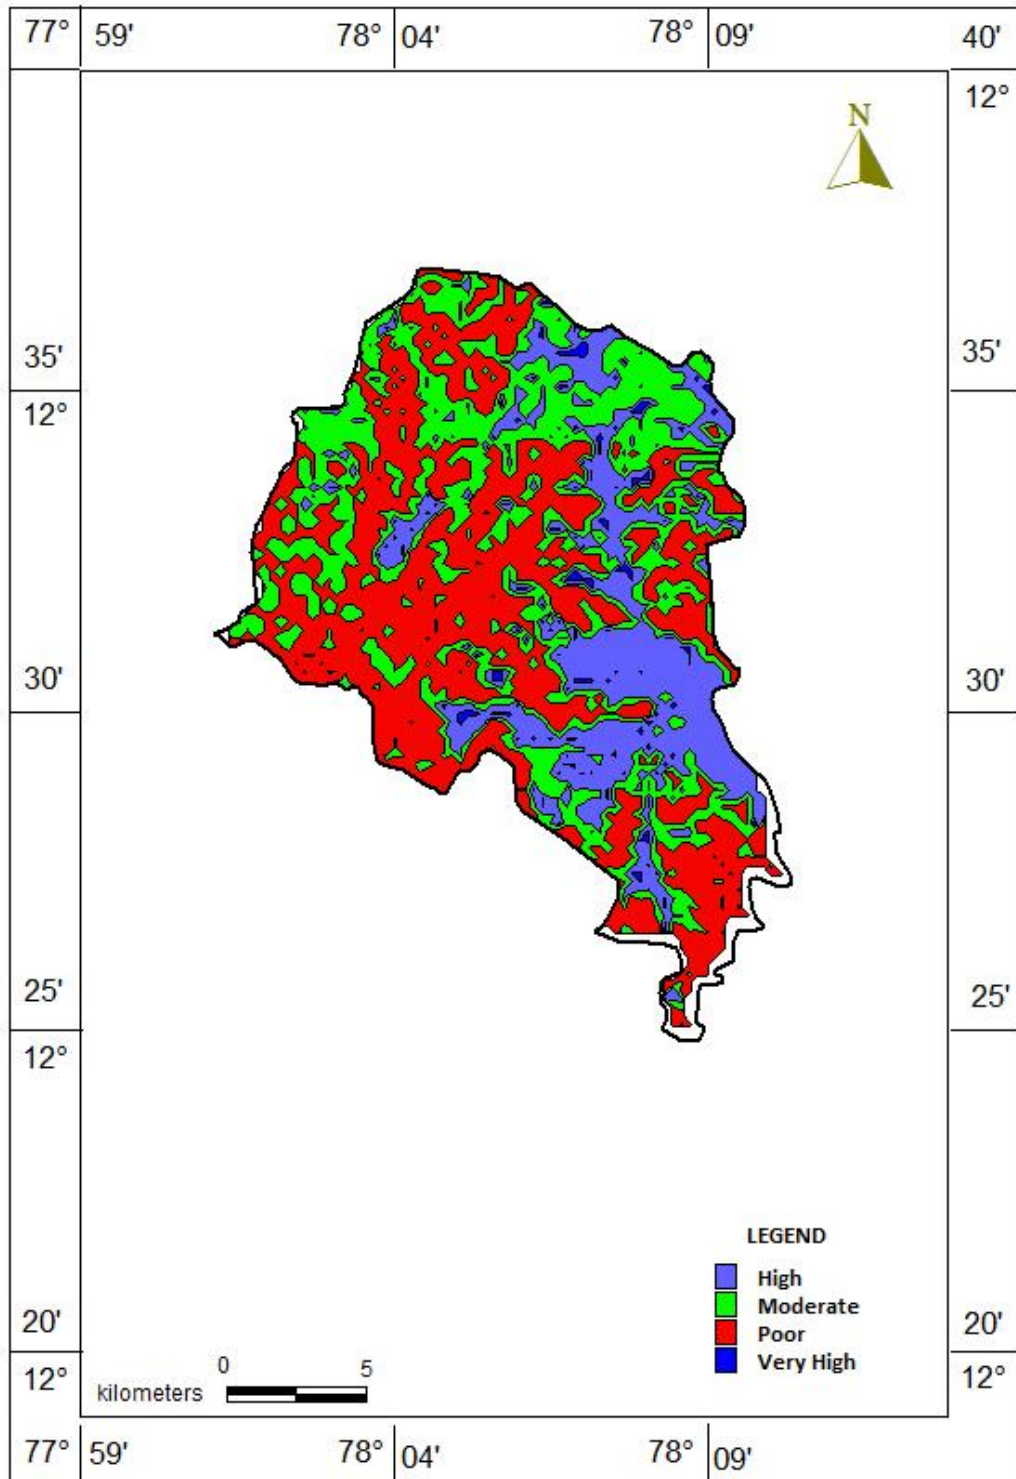 77° 59' 78° 04' 78° 09' 40'
12°
N
35' 35'
12°
30' 30'
25' 25'
12°
LEGEND
High
Moderate
Poor
Very High
20' 20'
0 5
12° 12°
kilometers
77° 59' 78° 04' 78° 09'